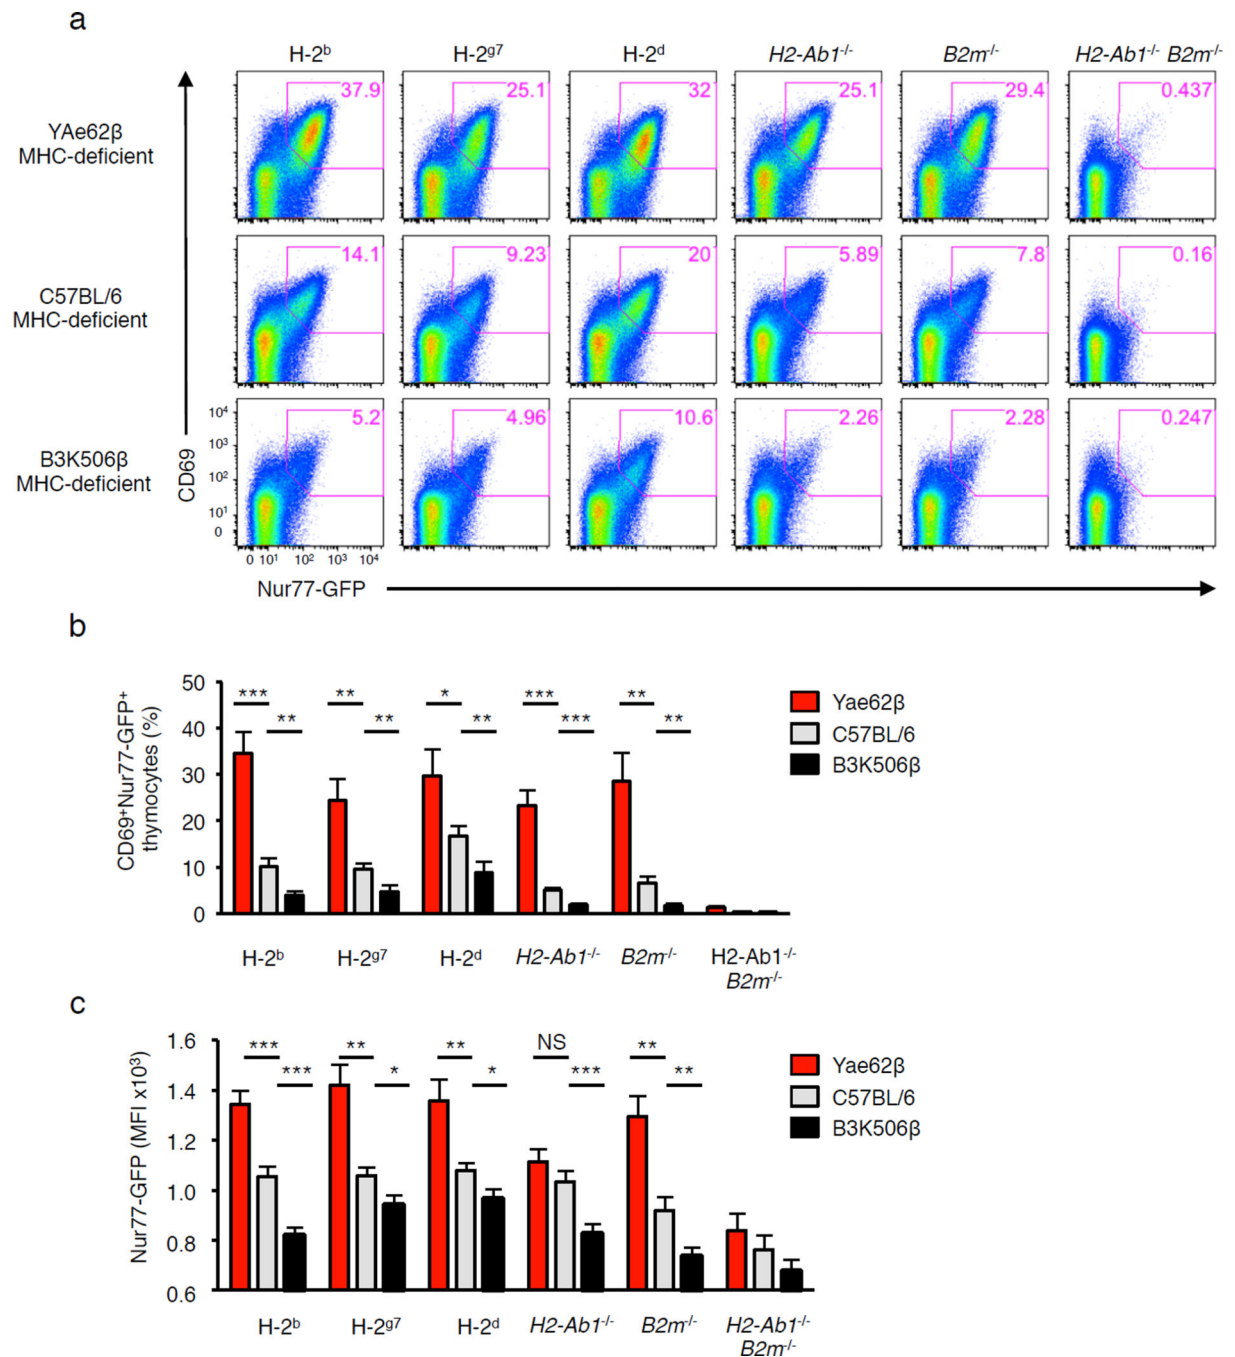 a
H-2ᵇ H-2ᵍ⁷ H-2ᵈ H2-Ab1⁻/⁻ B2m⁻/⁻ H2-Ab1⁻/⁻ B2m⁻/⁻
YAe62β
MHC-deficient
37.9 25.1 32 25.1 29.4 0.437
C57BL/6
MHC-deficient
14.1 9.23 20 5.89 7.8 0.16
B3K506β
MHC-deficient
5.2 4.96 10.6 2.26 2.28 0.247
CD69
10⁴
10³
10²
10¹
0
0 10¹ 10² 10³ 10⁴
Nur77-GFP
b
CD69⁺Nur77-GFP⁺
thymocytes (%)
50
40
30
20
10
0
*** ** * *** **
** ** ** *** **
Yae62β
C57BL/6
B3K506β
H-2ᵇ H-2ᵍ⁷ H-2ᵈ H2-Ab1⁻/⁻ B2m⁻/⁻ H2-Ab1⁻/⁻
B2m⁻/⁻
c
Nur77-GFP (MFI x10³)
1.6
1.4
1.2
1.0
0.8
0.6
*** ** ** NS **
*** * * *** **
Yae62β
C57BL/6
B3K506β
H-2ᵇ H-2ᵍ⁷ H-2ᵈ H2-Ab1⁻/⁻ B2m⁻/⁻ H2-Ab1⁻/⁻
B2m⁻/⁻